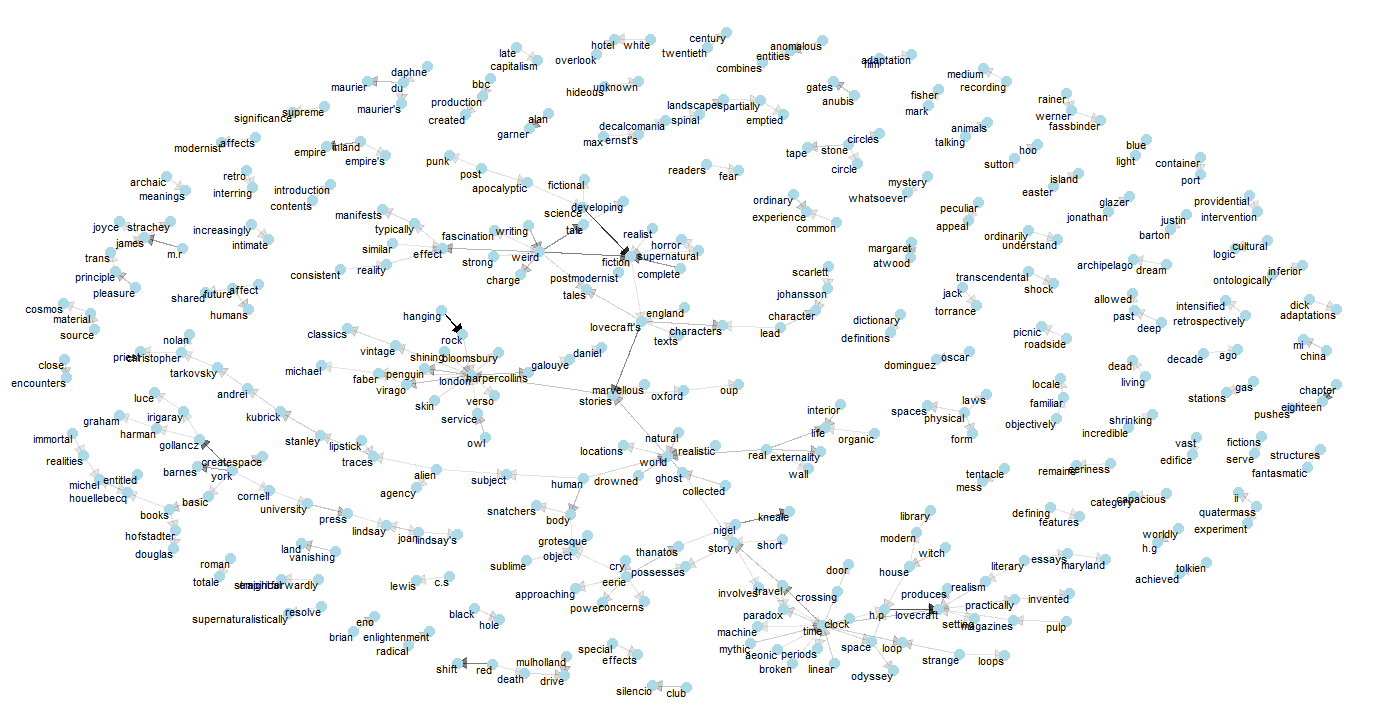 late
capitalism
hotel
white
overlook
century
twentieth
combines
anomalous
entities
adaptation
film
medium
recording
daphne
maurier
du
maurier's
bbc
production
created
hideous
unknown
gates
anubis
fisher
mark
rainer
werner
fassbinder
landscapes
partially
spinal
emptied
decalcomania
max
ernst's
alan
garner
significance
supreme
modernist
affects
empire
inland
empire's
animals
talking
circles
tape
stone
circle
hoo
sutton
blue
light
container
port
punk
post
apocalyptic
readers
fear
retro
interring
archaic
meanings
introduction
contents
fictional
developing
science
tale
mystery
whatsoever
island
easter
ordinary
experience
common
peculiar
appeal
glazer
jonathan
justin
barton
providential
intervention
manifests
typically
joyce
strachey
james
m.r
increasingly
intimate
fascination
writing
realist
horror
supernatural
fiction
complete
similar
effect
weird
strong
charge
reality
consistent
postmodernist
tales
ordinarily
understand
margaret
atwood
cultural
logic
inferior
ontologically
archipelago
dream
trans
principle
pleasure
shared
future
affect
humans
scarlett
johansson
character
lead
transcendental
shock
jack
torrance
allowed
past
deep
intensified
retrospectively
dick
adaptations
cosmos
material
source
hanging
rock
england
lovecraft's
characters
texts
dictionary
definitions
picnic
roadside
mi
china
nolan
priest
christopher
tarkovsky
classics
vintage
shining
bloomsbury
daniel
galouye
michael
faber
penguin
london
harpercollins
virago
skin
verso
service
owl
oscar
dominguez
decade
ago
dead
living
close
encounters
andrei
kubrick
stanley
lipstick
traces
marvellous
stories
oxford
oup
locale
familiar
objectively
gas
stations
chapter
eighteen
pushes
luce
irigaray
graham
harman
gollancz
interior
life
organic
spaces
laws
physical
form
shrinking
incredible
immortal
realities
natural
locations
world
realistic
real
externality
wall
vast
edifice
fictions
serve
structures
fantasmatic
createspace
barnes
york
entitled
michel
houellebecq
alien
agency
subject
human
drowned
ghost
collected
tentacle
mess
remains
eeriness
cornell
basic
books
university
press
lindsay
joan
lindsay's
snatchers
body
nigel
kneale
library
category
capacious
ii
quatermass
experiment
defining
features
hofstadter
douglas
grotesque
object
sublime
thanatos
story
short
modern
witch
worldly
h.g
land
vanishing
roman
totale
straightforwardly
cry
eerie
possesses
door
house
essays
literary
maryland
tolkien
achieved
lewis
c.s
approaching
power
concerns
involves
travel
crossing
produces
realism
practically
invented
resolve
supernaturalistically
black
hole
paradox
time
clock
h.p
lovecraft
setting
magazines
pulp
eno
brian
enlightenment
radical
machine
mythic
aeonic
periods
broken
linear
space
loop
strange
loops
odyssey
shift
red
death
mulholland
drive
special
effects
silencio
club